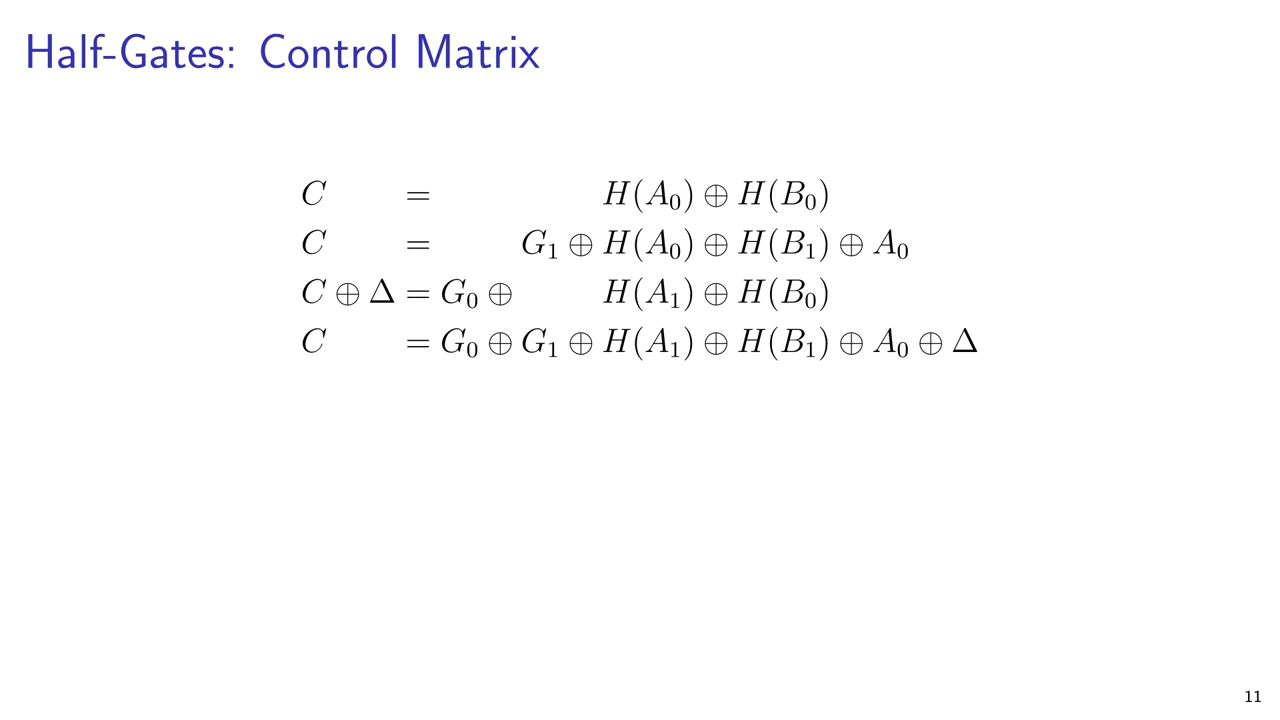 Half-Gates: Control Matrix
C = H(A₀) ⊕ H(B₀)
C = G₁ ⊕ H(A₀) ⊕ H(B₁) ⊕ A₀
C ⊕ Δ = G₀ ⊕ H(A₁) ⊕ H(B₀)
C = G₀ ⊕ G₁ ⊕ H(A₁) ⊕ H(B₁) ⊕ A₀ ⊕ Δ
11